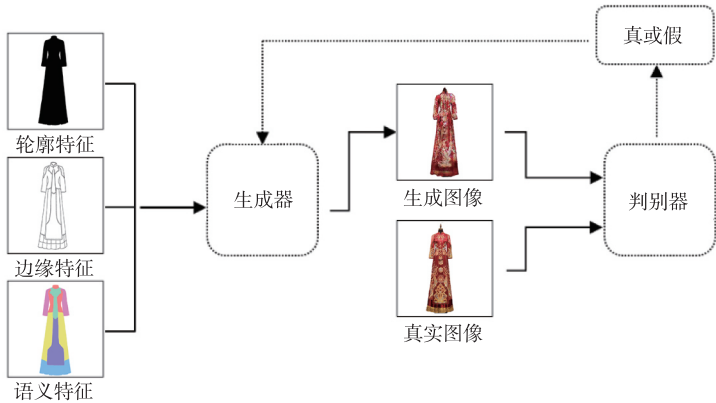 真或假
轮廓特征
生成器
生成图像
判别器
边缘特征
真实图像
语义特征